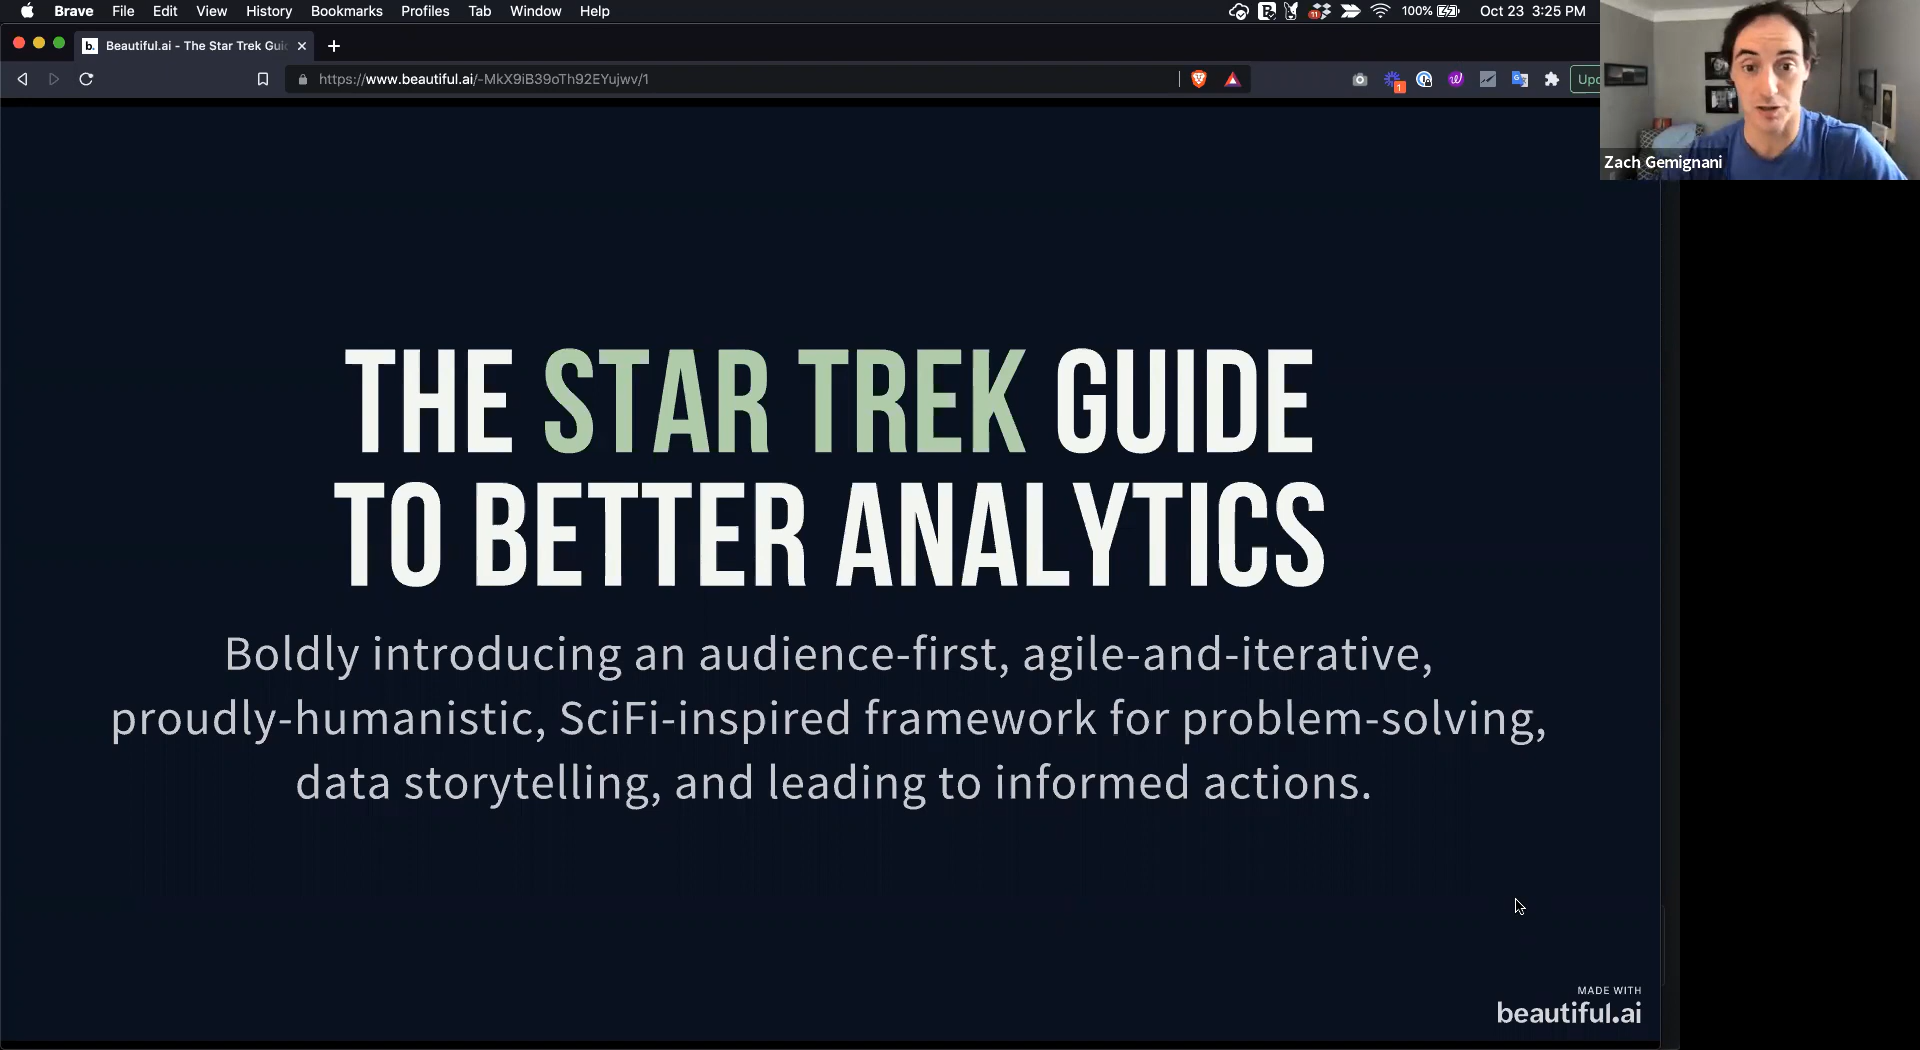 Brave File Edit View History Bookmarks Profiles Tab Window Help
11
100%
Oct 23 3:25 PM
b. Beautiful.ai - The Star Trek Gui
https://www.beautiful.ai/-MkX9iB39oTh92EYujwv/1
1
Upd
Zach Gemignani
THE STAR TREK GUIDE
TO BETTER ANALYTICS
Boldly introducing an audience-first, agile-and-iterative,
proudly-humanistic, SciFi-inspired framework for problem-solving,
data storytelling, and leading to informed actions.
MADE WITH
beautiful.ai